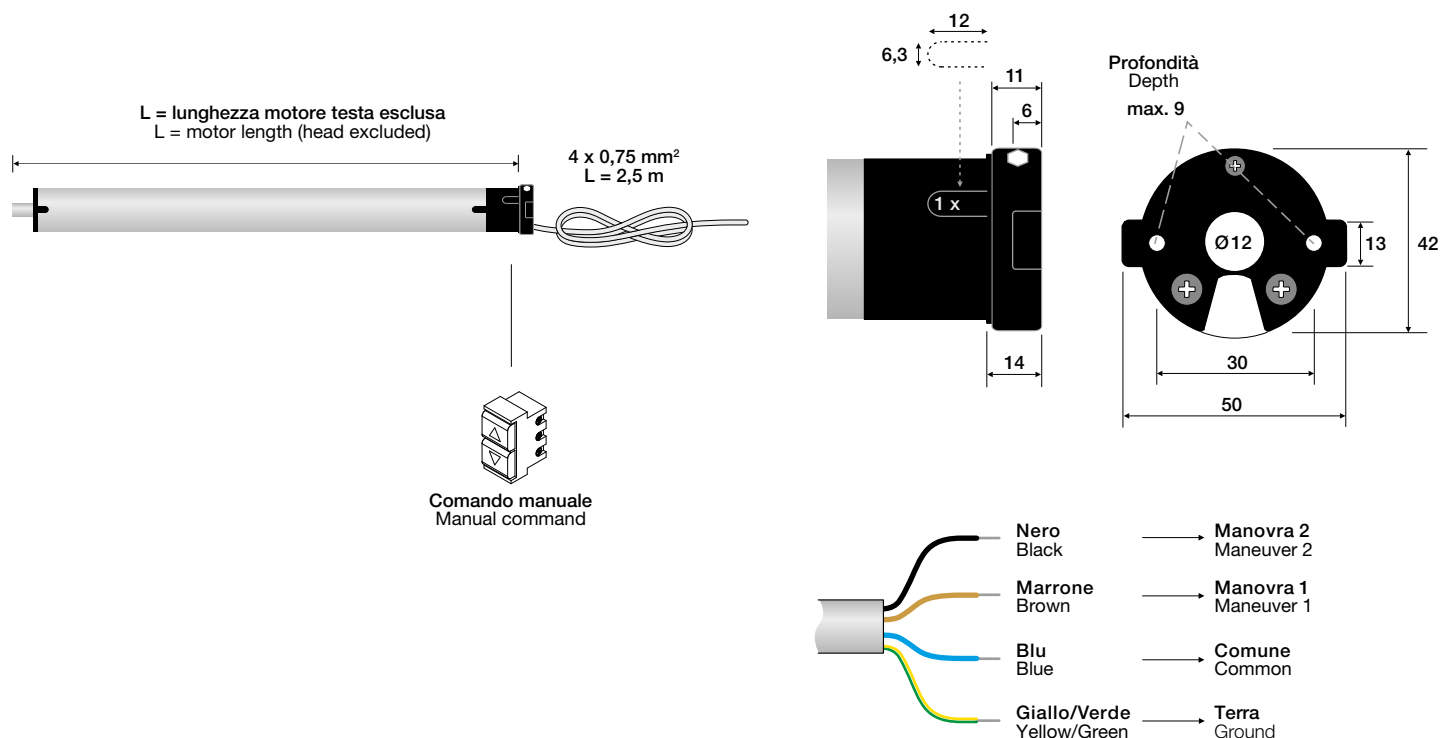 L = lunghezza motore testa esclusa
L = motor length (head excluded)
4 x 0,75 mm²
L = 2,5 m
Comando manuale
Manual command
12
6,3
11
6
1 x
14
Profondità
Depth
max. 9
Ø12
13
42
30
50
Nero
Black
Manovra 2
Maneuver 2
Marrone
Brown
Manovra 1
Maneuver 1
Blu
Blue
Comune
Common
Giallo/Verde
Yellow/Green
Terra
Ground